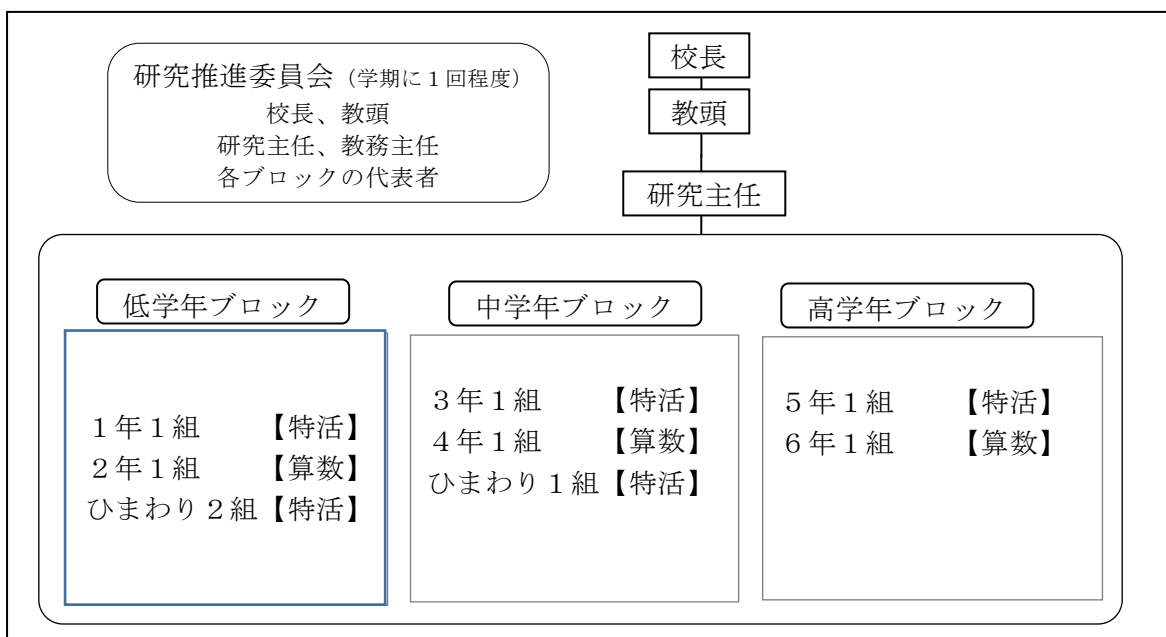 研究推進委員会（学期に１回程度）
校長、教頭
研究主任、教務主任
各ブロックの代表者
校長
教頭
研究主任
低学年ブロック
１年１組　　【特活】
２年１組　　【算数】
ひまわり２組【特活】
中学年ブロック
３年１組　　【特活】
４年１組　　【算数】
ひまわり１組【特活】
高学年ブロック
５年１組　　【特活】
６年１組　　【算数】